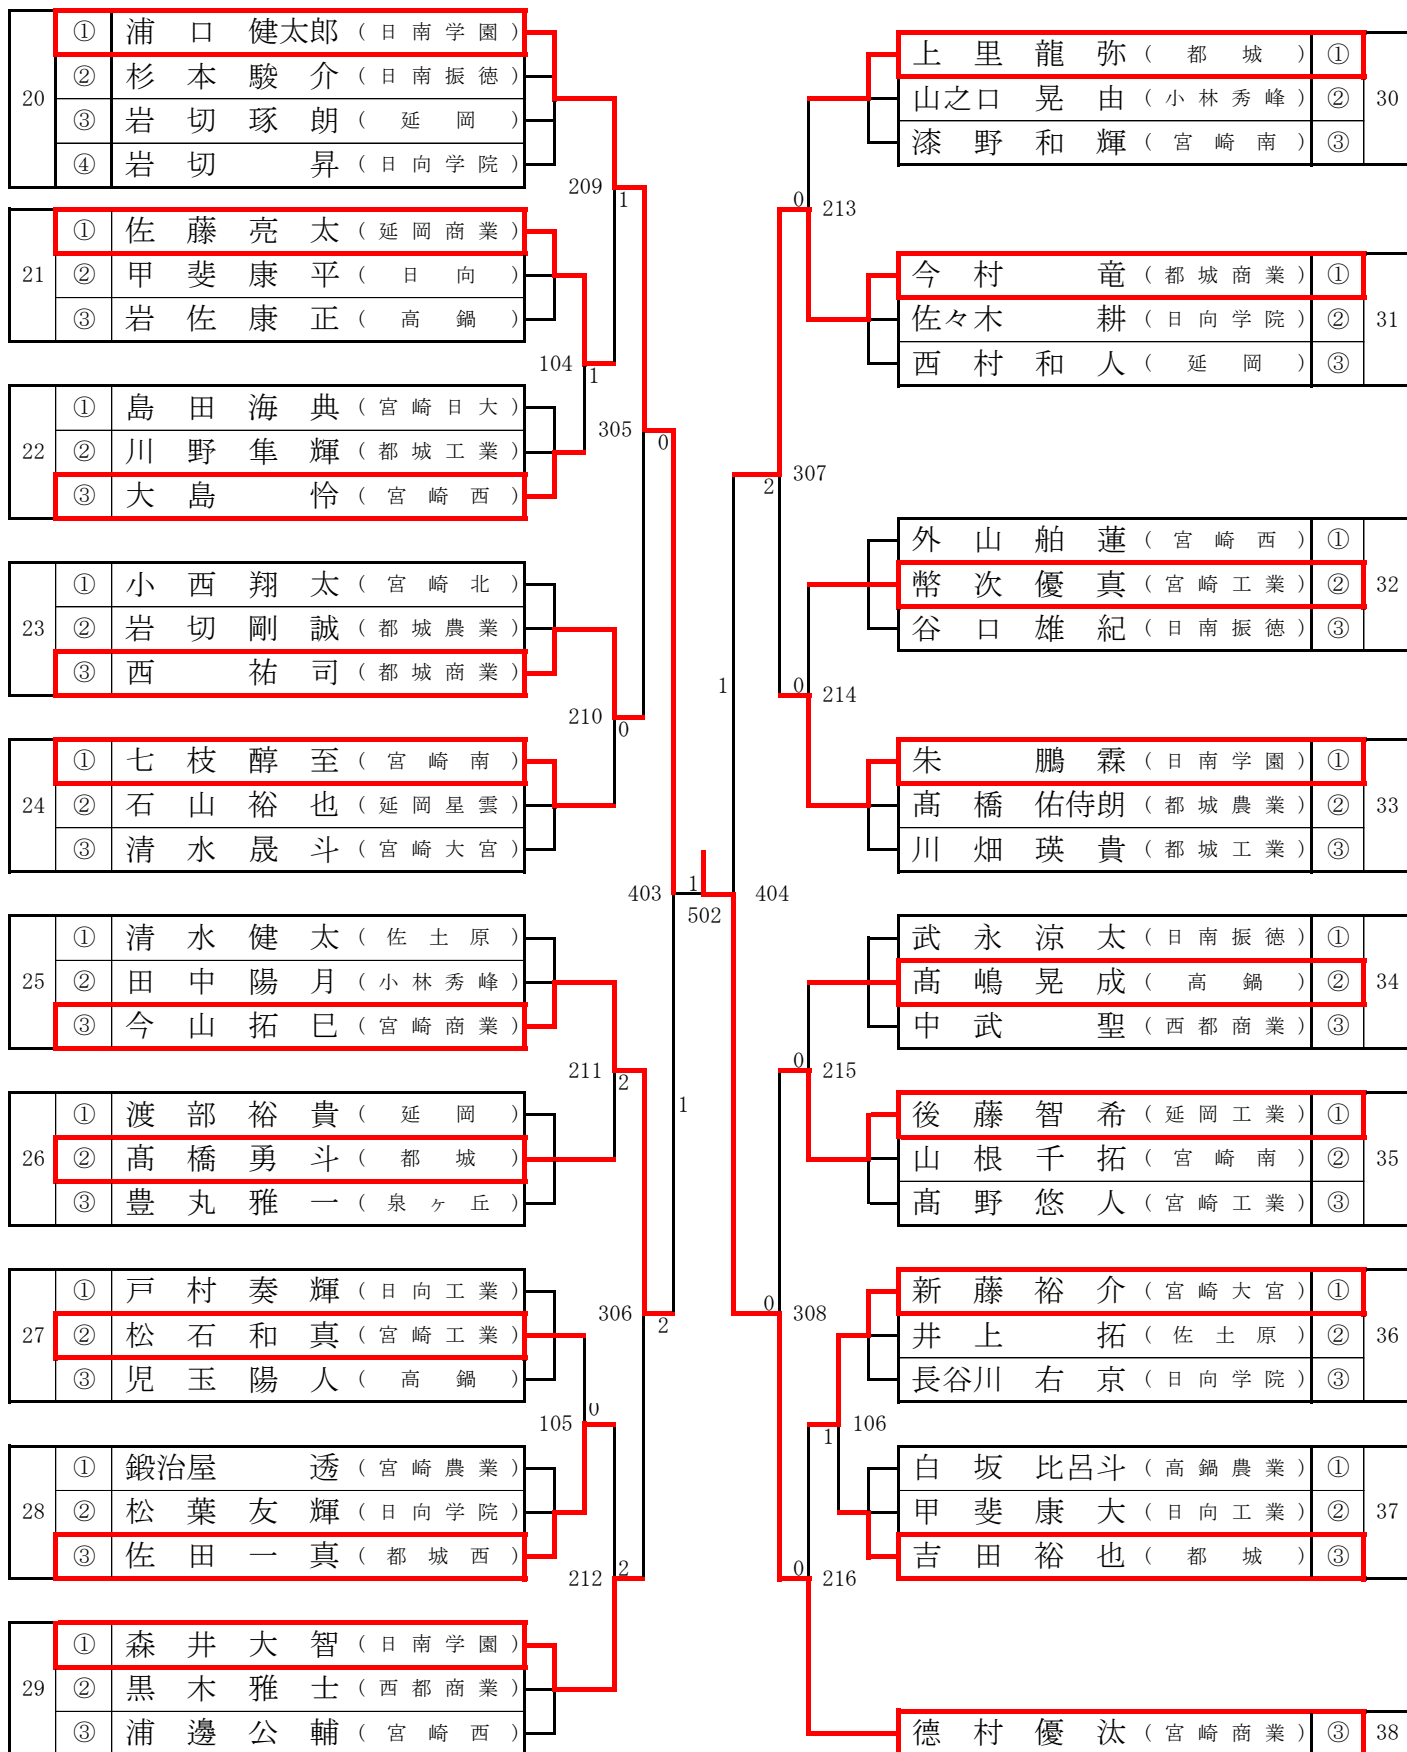 20
① 浦口健太郎 (日南学園)
② 杉本駿介 (日南振徳)
③ 岩切琢朗 (延岡)
④ 岩切昇 (日向学院)
209
1
21
① 佐藤亮太 (延岡商業)
② 甲斐康平 (日向)
③ 岩佐康正 (高鍋)
104
1
22
① 島田海典 (宮崎日大)
② 川野隼輝 (都城工業)
③ 大島怜 (宮崎西)
305
0
23
① 小西翔太 (宮崎北)
② 岩切剛誠 (都城農業)
③ 西祐司 (都城商業)
210
0
24
① 七枝醇至 (宮崎南)
② 石山裕也 (延岡星雲)
③ 清水晟斗 (宮崎大宮)
403
1
502
25
① 清水健太 (佐土原)
② 田中陽月 (小林秀峰)
③ 今山拓巳 (宮崎商業)
211
2
1
26
① 渡部裕貴 (延岡)
② 髙橋勇斗 (都城)
③ 豊丸雅一 (泉ヶ丘)
27
① 戸村奏輝 (日向工業)
② 松石和真 (宮崎工業)
③ 児玉陽人 (高鍋)
306
2
105
0
28
① 鍛治屋透 (宮崎農業)
② 松葉友輝 (日向学院)
③ 佐田一真 (都城西)
212
2
29
① 森井大智 (日南学園)
② 黒木雅士 (西都商業)
③ 浦邊公輔 (宮崎西)
上里龍弥 (都城) ①
山之口晃由 (小林秀峰) ②
漆野和輝 (宮崎南) ③
30
0
213
今村竜 (都城商業) ①
佐々木耕 (日向学院) ②
西村和人 (延岡) ③
31
307
2
外山舶蓮 (宮崎西) ①
幣次優真 (宮崎工業) ②
谷口雄紀 (日南振徳) ③
32
1
0
214
朱鵬霖 (日南学園) ①
髙橋佑侍朗 (都城農業) ②
川畑瑛貴 (都城工業) ③
33
404
武永涼太 (日南振徳) ①
髙嶋晃成 (高鍋) ②
中武聖 (西都商業) ③
34
0
215
後藤智希 (延岡工業) ①
山根千拓 (宮崎南) ②
髙野悠人 (宮崎工業) ③
35
0
308
新藤裕介 (宮崎大宮) ①
井上拓 (佐土原) ②
長谷川右京 (日向学院) ③
36
1
106
白坂比呂斗 (高鍋農業) ①
甲斐康大 (日向工業) ②
吉田裕也 (都城) ③
37
0
216
德村優汰 (宮崎商業) ③
38